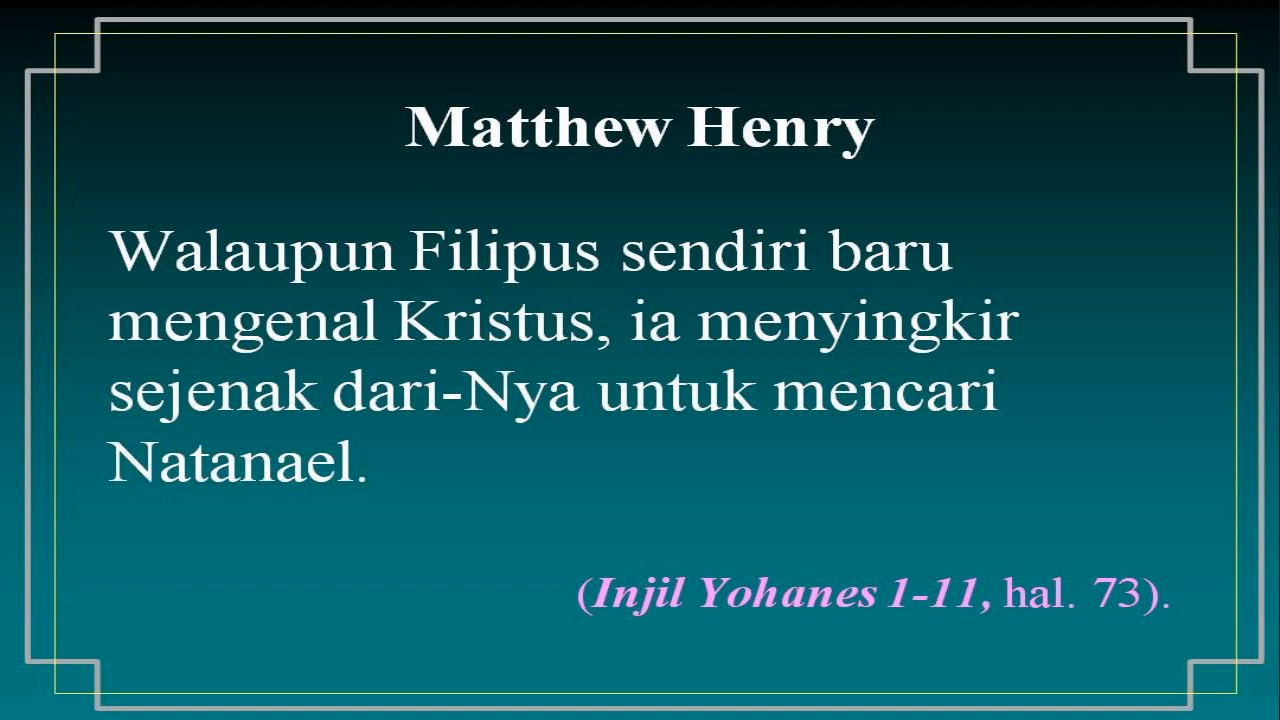 Matthew Henry
Walaupun Filipus sendiri baru
mengenal Kristus, ia menyingkir
sejenak dari-Nya untuk mencari
Natanael.
(Injil Yohanes 1-11, hal. 73).